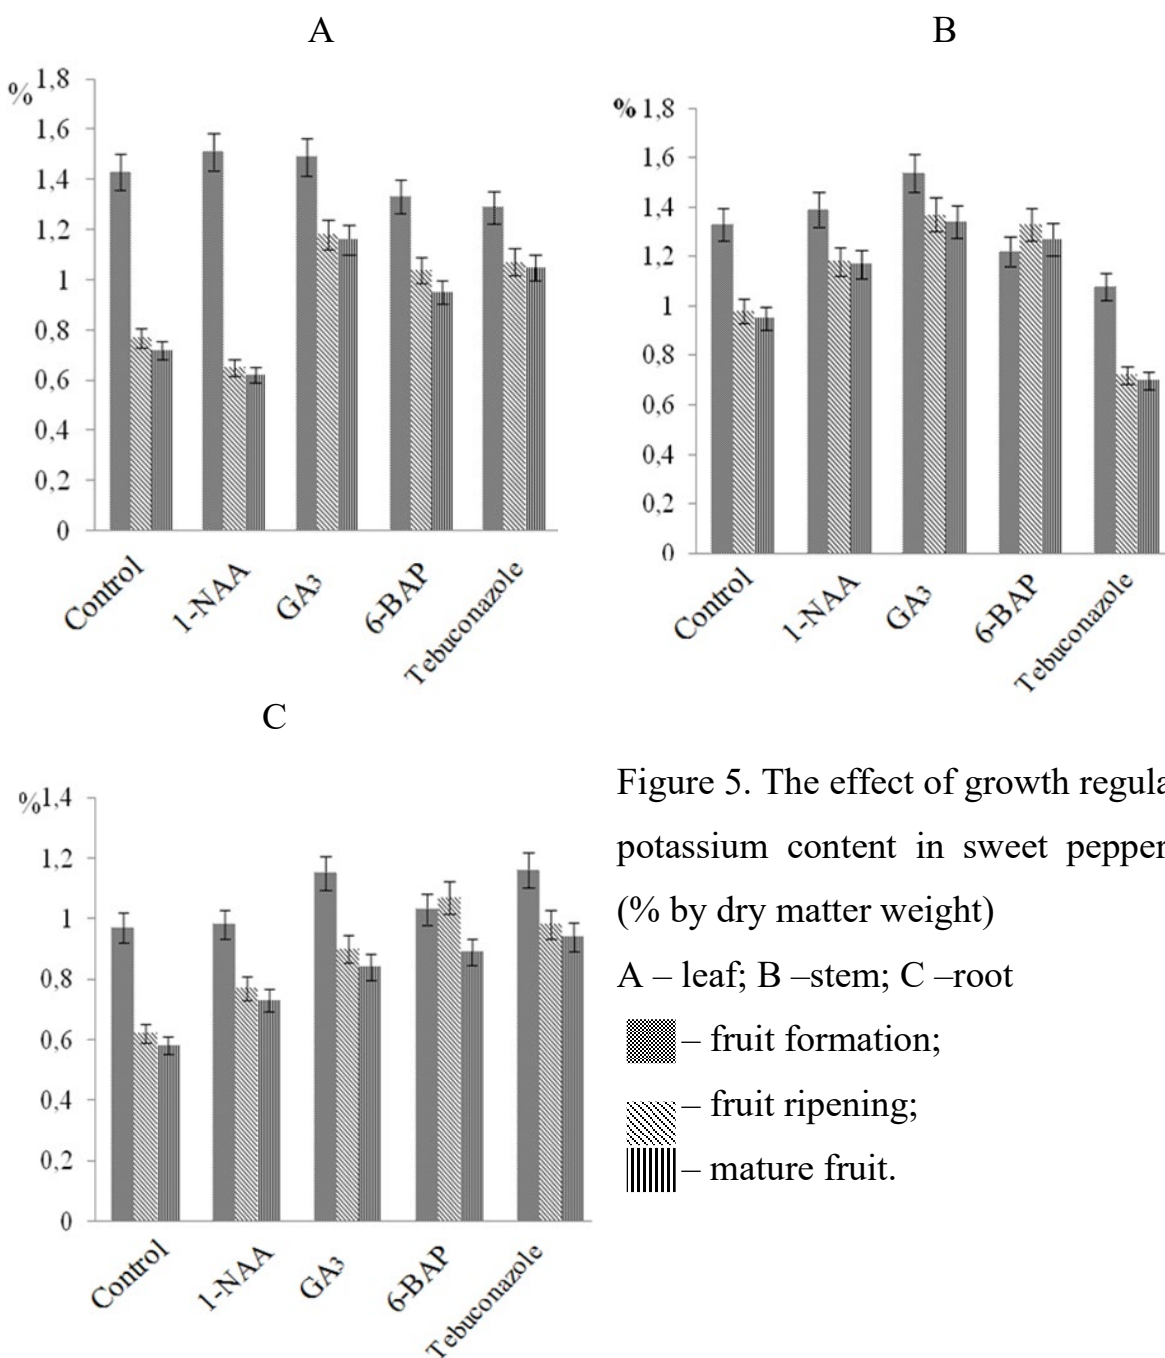 A
%
1,8
1,6
1,4
1,2
1
0,8
0,6
0,4
0,2
0
Control
1-NAA
GA3
6-BAP
Tebuconazole
B
% 1,8
1,6
1,4
1,2
1
0,8
0,6
0,4
0,2
0
Control
1-NAA
GA3
6-BAP
Tebuconazole
C
%1,4
1,2
1
0,8
0,6
0,4
0,2
0
Control
1-NAA
GA3
6-BAP
Tebuconazole
Figure 5. The effect of growth regula
potassium content in sweet pepper
(% by dry matter weight)
A – leaf; B –stem; C –root
– fruit formation;
– fruit ripening;
– mature fruit.